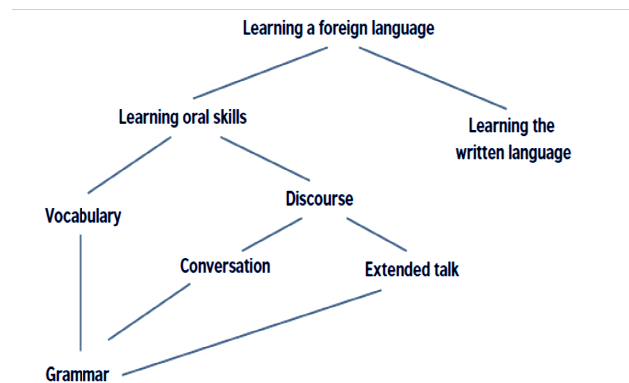 Learning a foreign language
Learning oral skills
Learning the
written language
Discourse
Vocabulary
Conversation
Extended talk
Grammar